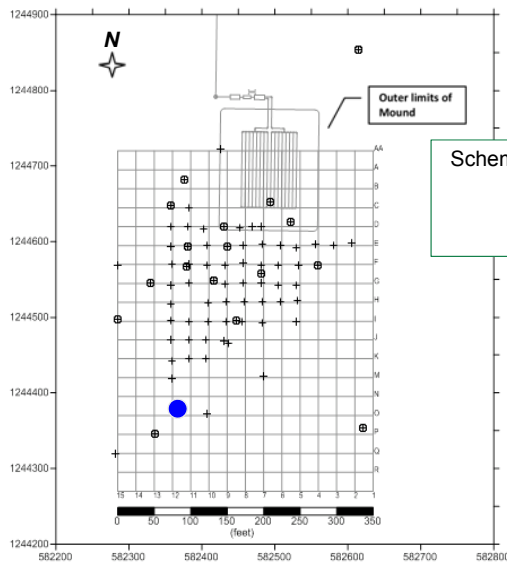 1244900
N
1244800
Outer limits of
Mound
Schem
1244700
AA
A
B
C
D
1244600
E
F
G
H
1244500
I
J
K
1244400
M
N
O
P
1244300
Q
R
15 14 13 12 11 10 9 8 7 6 5 4 3 2 1
0 50 100 150 200 250 300 350
(feet)
1244200
582200 582300 582400 582500 582600 582700 582800